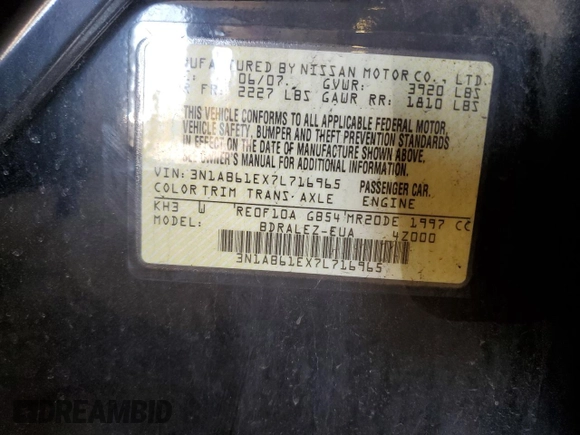 UFACTURED BY NISSAN MOTOR CO., LTD.
: 06/07 GVWR: 3920 LBS
R FR: 2227 LBS GAWR RR: 1810 LBS
THIS VEHICLE CONFORMS TO ALL APPLICABLE FEDERAL MOTOR
VEHICLE SAFETY, BUMPER AND THEFT PREVENTION STANDARDS
IN EFFECT ON THE DATE OF MANUFACTURE SHOWN ABOVE.
SEE OWNER'S MANUAL FOR ADDITIONAL INFORMATION.
VIN: 3N1AB61EX7L716965 PASSENGER CAR
COLOR TRIM TRANS. AXLE ENGINE
KH3 W RE0F10A GB54 MR20DE 1997 CC
MODEL: BDRALEZ-EUA 4Z000
3N1AB61EX7L716965
DREAMBID